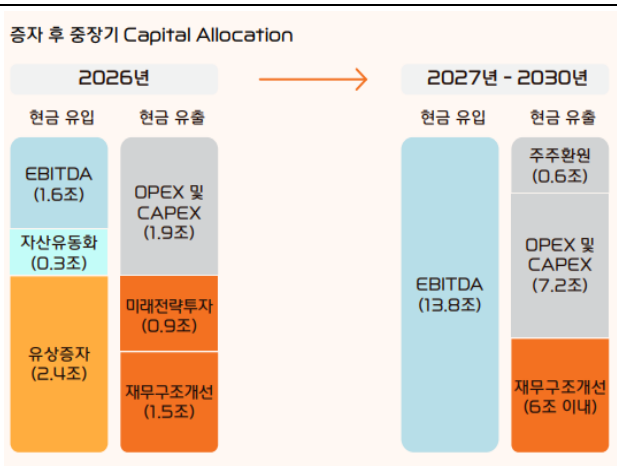 증자 후 중장기 Capital Allocation
2026년
2027년 - 2030년
현금 유입
현금 유출
현금 유입
현금 유출
EBITDA
(1.6조)
자산유동화
(0.3조)
유상증자
(2.4조)
OPEX 및
CAPEX
(1.9조)
미래전략투자
(0.9조)
재무구조개선
(1.5조)
EBITDA
(13.8조)
주주환원
(0.6조)
OPEX 및
CAPEX
(7.2조)
재무구조개선
(6조 이내)